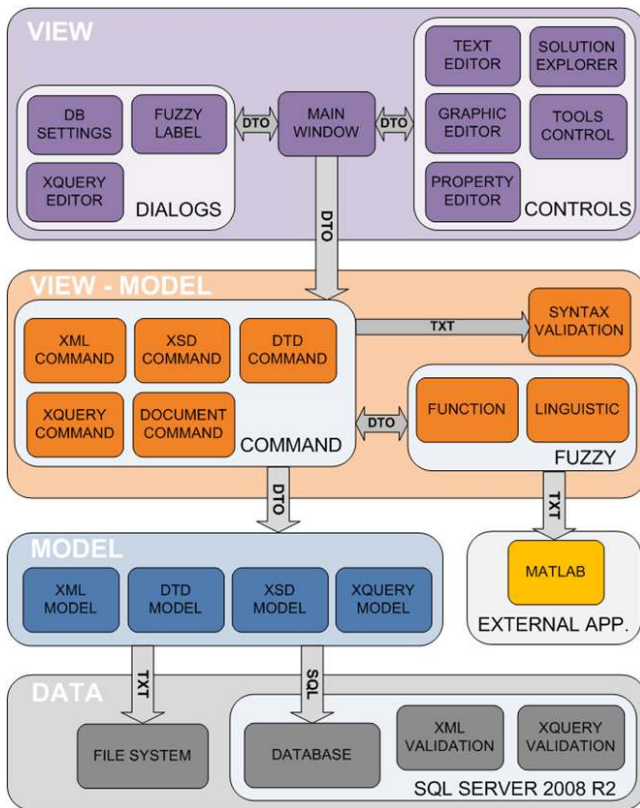 VIEW
TEXT
EDITOR
SOLUTION
EXPLORER
DB
SETTINGS
FUZZY
LABEL
DTO
MAIN
WINDOW
DTO
GRAPHIC
EDITOR
TOOLS
CONTROL
XQUERY
EDITOR
DIALOGS
PROPERTY
EDITOR
CONTROLS
DTO
VIEW - MODEL
XML
COMMAND
XSD
COMMAND
DTD
COMMAND
TXT
SYNTAX
VALIDATION
XQUERY
COMMAND
DOCUMENT
COMMAND
COMMAND
DTO
FUNCTION
LINGUISTIC
FUZZY
DTO
TXT
MODEL
XML
MODEL
DTD
MODEL
XSD
MODEL
XQUERY
MODEL
MATLAB
EXTERNAL APP.
TXT
SQL
DATA
FILE SYSTEM
DATABASE
XML
VALIDATION
XQUERY
VALIDATION
SQL SERVER 2008 R2